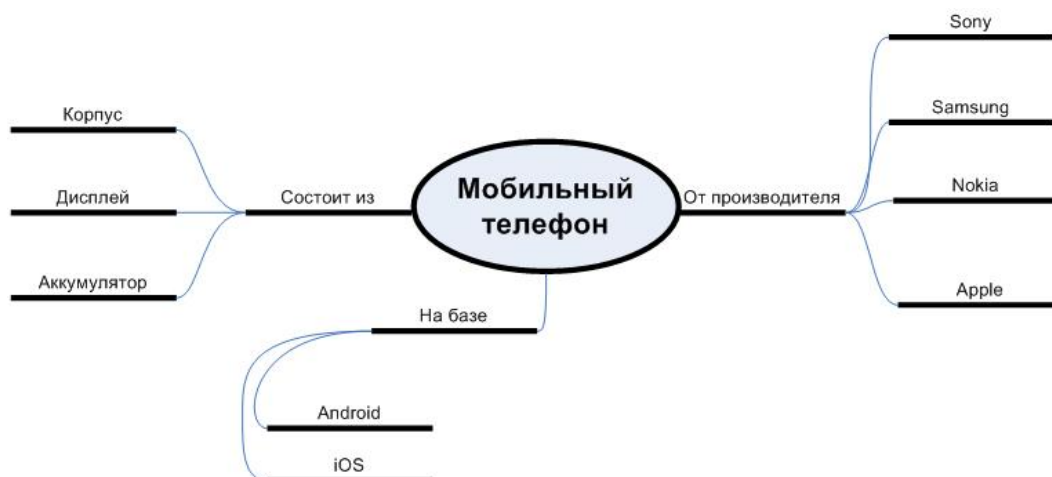 Sony
Корпус
Samsung
Мобильный
телефон
Дисплей
Состоит из
От производителя
Nokia
Аккумулятор
На базе
Apple
Android
iOS